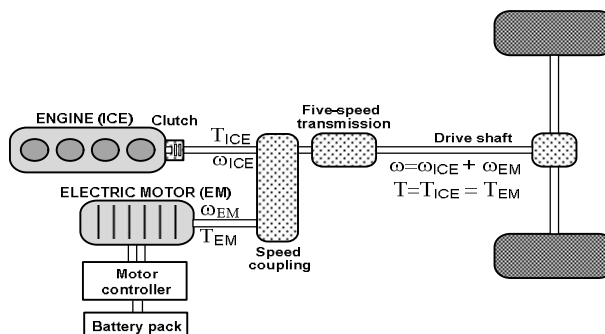 ENGINE (ICE)
Clutch
T_ICE
ω_ICE
Five-speed
transmission
Drive shaft
ω=ω_ICE + ω_EM
T=T_ICE = T_EM
ELECTRIC MOTOR (EM)
ω_EM
T_EM
Speed
coupling
Motor
controller
Battery pack